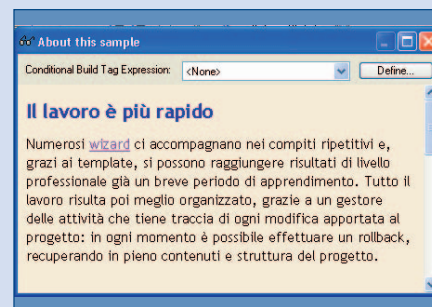 About this sample
Conditional Build Tag Expression: <None> Define...
Il lavoro è più rapido
Numerosi wizard ci accompagnano nei compiti ripetitivi e,
grazi ai template, si possono raggiungere risultati di livello
professionale già un breve periodo di apprendimento. Tutto il
lavoro risulta poi meglio organizzato, grazie a un gestore
delle attività che tiene traccia di ogni modifica apportata al
progetto: in ogni momento è possibile effettuare un rollback,
recuperando in pieno contenuti e struttura del progetto.